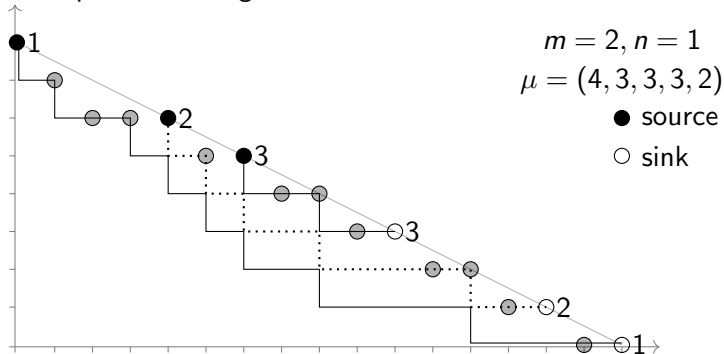 1
m = 2, n = 1
μ = (4, 3, 3, 3, 2)
source
2
sink
3
3
2
1